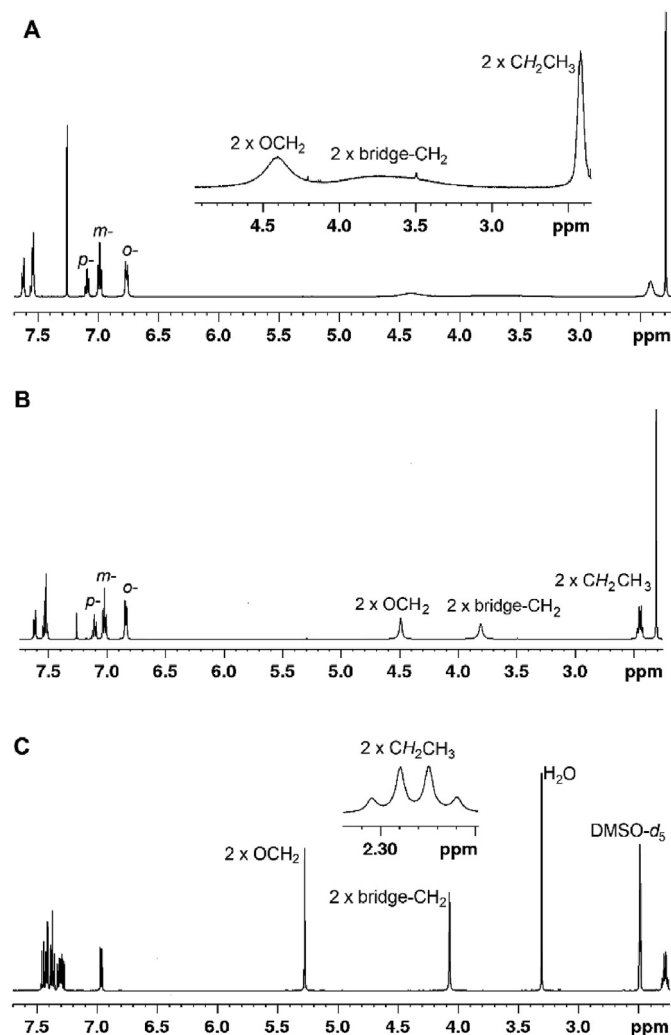 A
2 x CH2CH3
2 x OCH2
2 x bridge-CH2
4.5 4.0 3.5 3.0 ppm
p- m- o-
7.5 7.0 6.5 6.0 5.5 5.0 4.5 4.0 3.5 3.0 ppm
B
p- m- o-
2 x OCH2 2 x bridge-CH2 2 x CH2CH3
7.5 7.0 6.5 6.0 5.5 5.0 4.5 4.0 3.5 3.0 ppm
C
2 x CH2CH3
H2O
2.30 ppm
DMSO-d5
2 x OCH2
2 x bridge-CH2
7.0 6.5 6.0 5.5 5.0 4.5 4.0 3.5 3.0 ppm